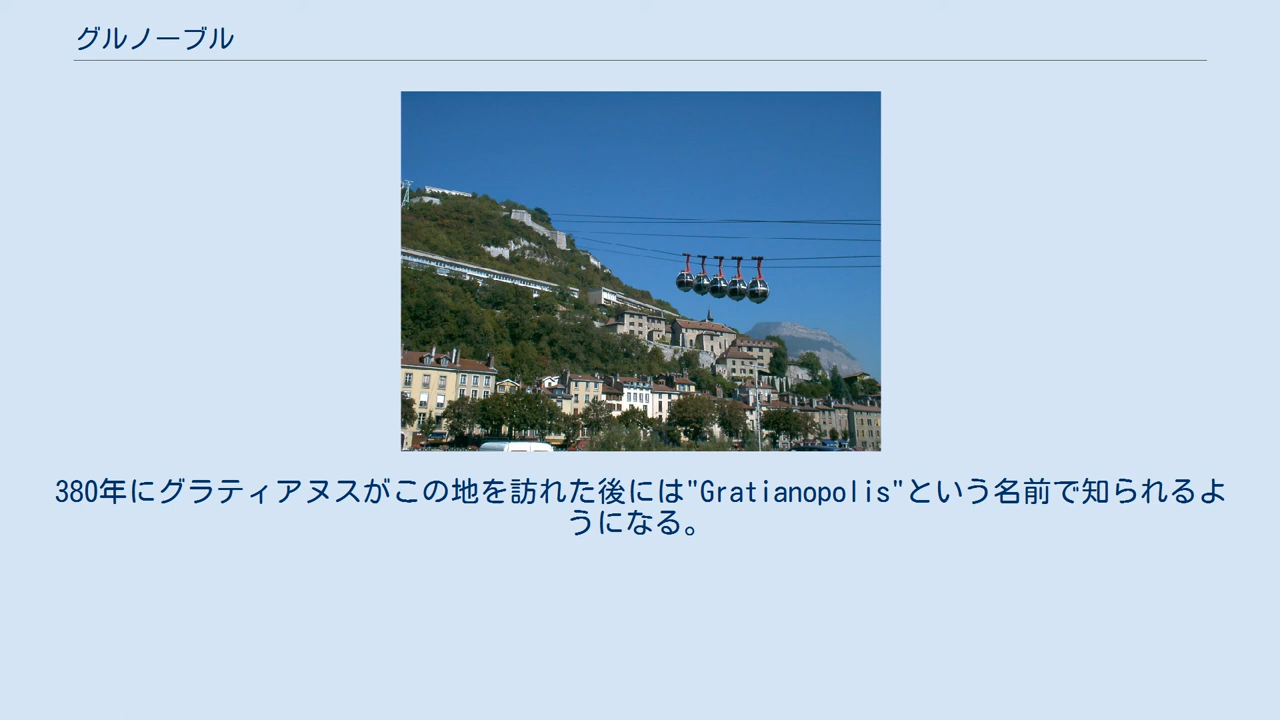 グルノーブル
380年にグラティアヌスがこの地を訪れた後には"Gratianopolis"という名前で知られるよ
うになる。